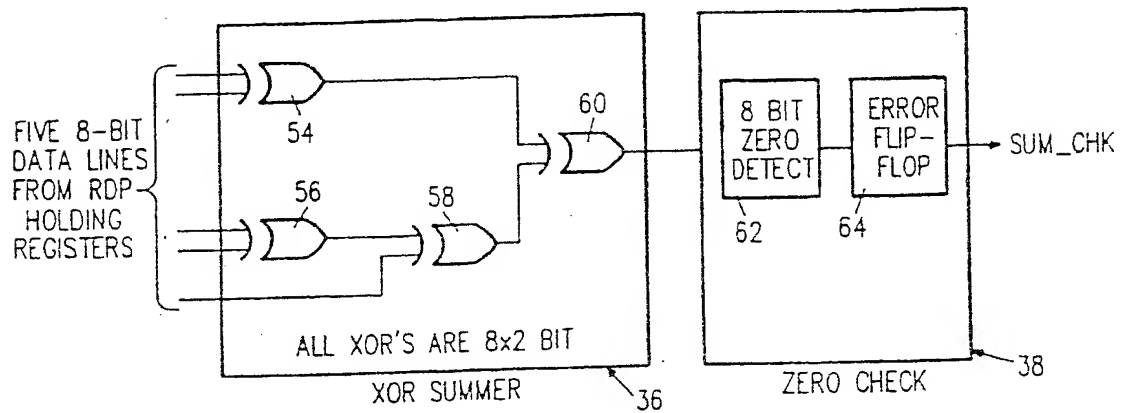 FIVE 8-BIT
DATA LINES
FROM RDP
HOLDING
REGISTERS
54
56
58
60
ALL XOR'S ARE 8x2 BIT
XOR SUMMER
36
8 BIT
ZERO
DETECT
62
ERROR
FLIP-
FLOP
64
SUM_CHK
ZERO CHECK
38